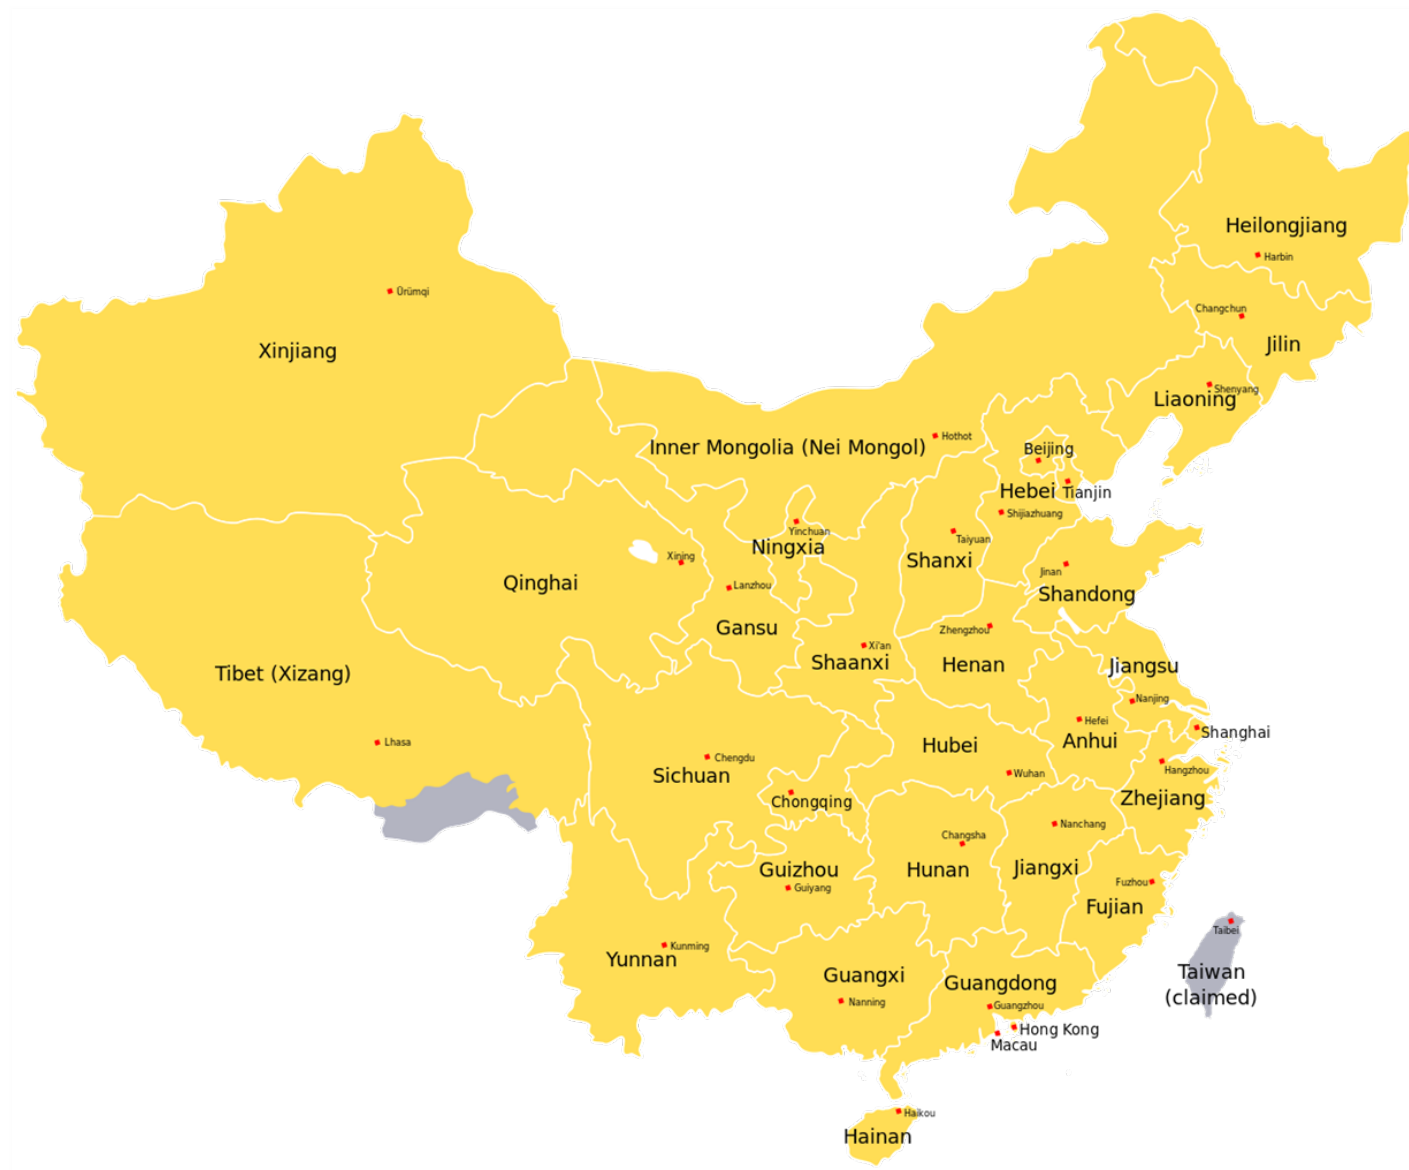 Heilongjiang
Harbin
Ürümqi
Changchun
Jilin
Xinjiang
Shenyang
Liaoning
Hothot
Inner Mongolia (Nei Mongol)
Beijing
Hebei
Tianjin
Shijiazhuang
Yinchuan
Ningxia
Taiyuan
Shanxi
Xining
Qinghai
Lanzhou
Jinan
Shandong
Gansu
Zhengzhou
Xi'an
Shaanxi
Henan
Jiangsu
Tibet (Xizang)
Nanjing
Hefei
Anhui
Shanghai
Lhasa
Hubei
Chengdu
Sichuan
Wuhan
Hangzhou
Zhejiang
Chongqing
Nanchang
Changsha
Guizhou
Guiyang
Hunan
Jiangxi
Fuzhou
Fujian
Taibei
Kunming
Yunnan
Guangxi
Nanning
Guangdong
Guangzhou
Taiwan
(claimed)
Hong Kong
Macau
Haikou
Hainan